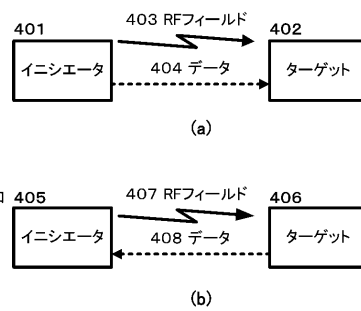 403 RFフィールド
401 402
イニシエータ 404 データ ターゲット
(a)
407 RFフィールド
ロ 405 406
イニシエータ 408 データ ターゲット
(b)